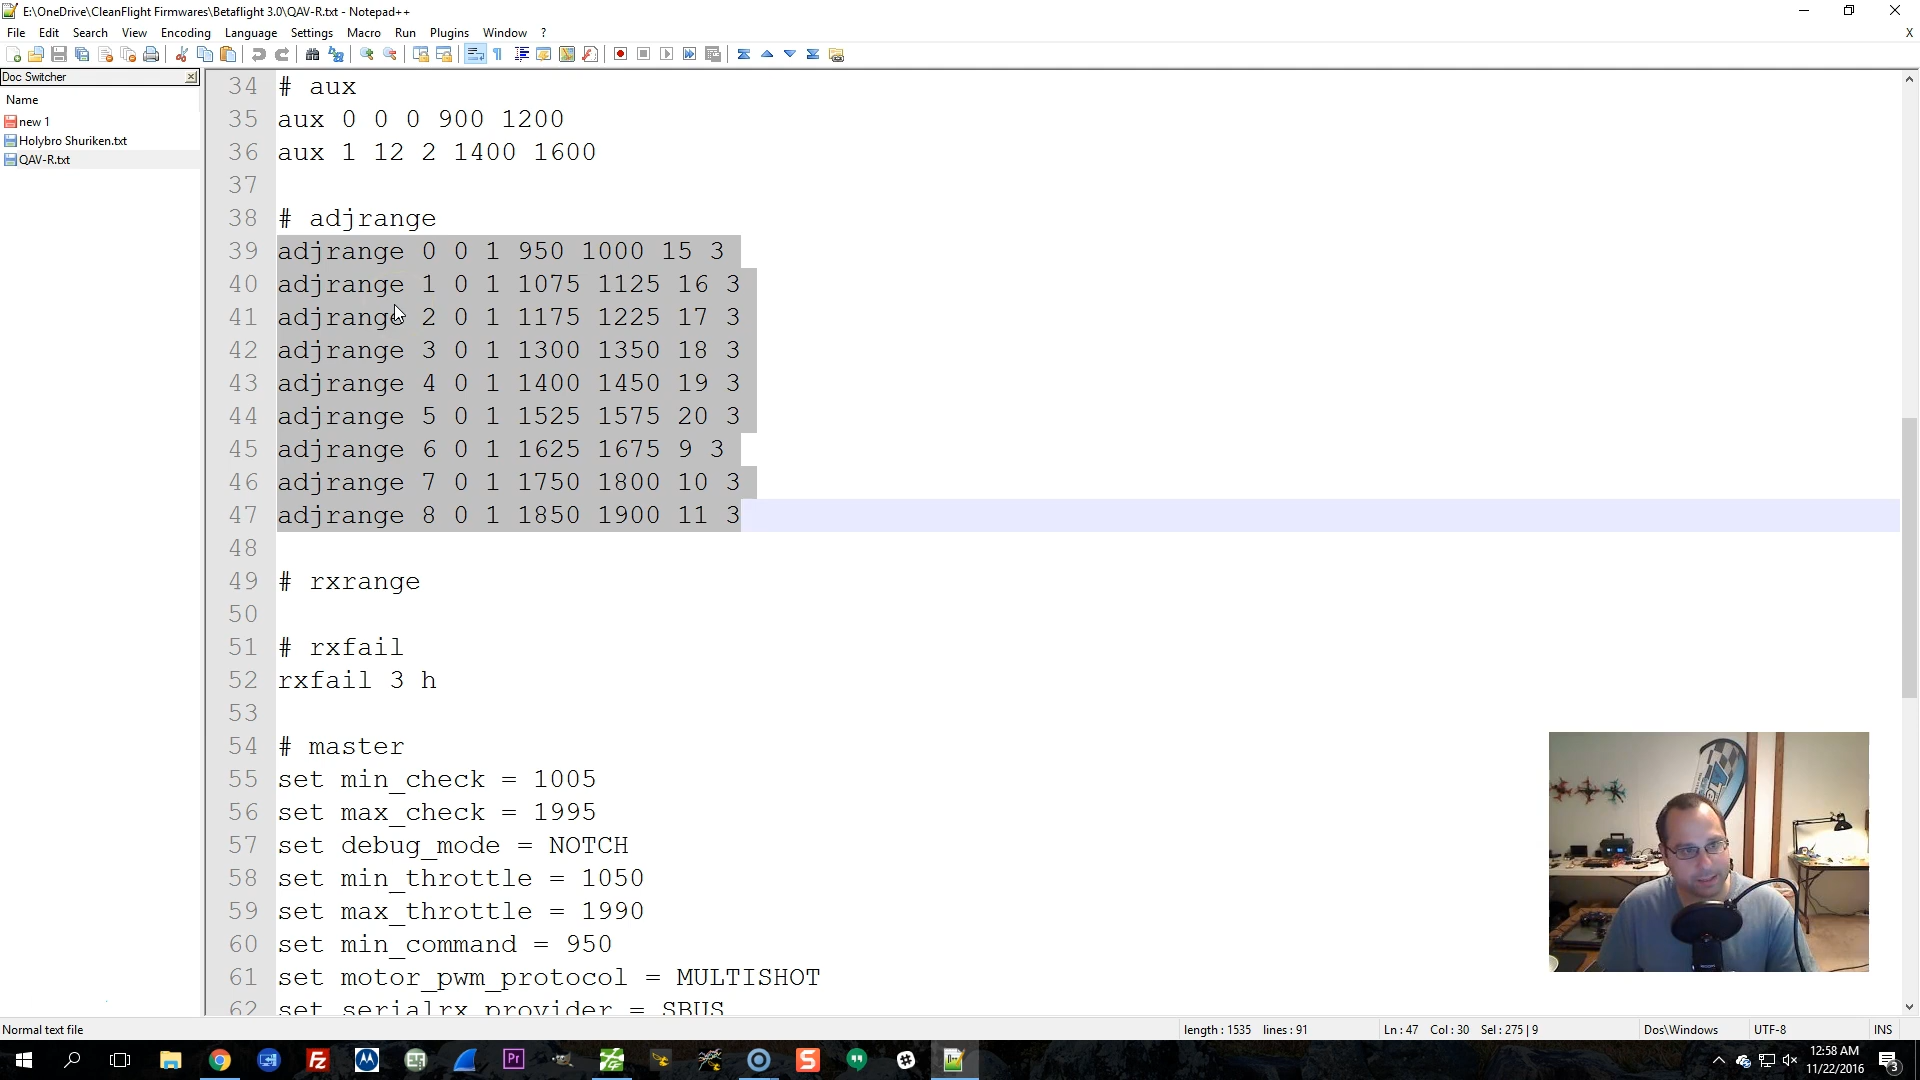 E:\OneDrive\CleanFlight Firmwares\Betaflight 3.0\QAV-R.txt - Notepad++
File Edit Search View Encoding Language Settings Macro Run Plugins Window ?
X
Doc Switcher
Name
new 1
Holybro Shuriken.txt
QAV-R.txt
34 # aux
35 aux 0 0 0 900 1200
36 aux 1 12 2 1400 1600
37
38 # adjrange
39 adjrange 0 0 1 950 1000 15 3
40 adjrange 1 0 1 1075 1125 16 3
41 adjrange 2 0 1 1175 1225 17 3
42 adjrange 3 0 1 1300 1350 18 3
43 adjrange 4 0 1 1400 1450 19 3
44 adjrange 5 0 1 1525 1575 20 3
45 adjrange 6 0 1 1625 1675 9 3
46 adjrange 7 0 1 1750 1800 10 3
47 adjrange 8 0 1 1850 1900 11 3
48
49 # rxrange
50
51 # rxfail
52 rxfail 3 h
53
54 # master
55 set min_check = 1005
56 set max_check = 1995
57 set debug_mode = NOTCH
58 set min_throttle = 1050
59 set max_throttle = 1990
60 set min_command = 950
61 set motor_pwm_protocol = MULTISHOT
62 set serialrx_provider = SBUS
Normal text file length : 1535 lines : 91 Ln : 47 Col : 30 Sel : 275 | 9 Dos\Windows UTF-8 INS
12:58 AM
11/22/2016
3